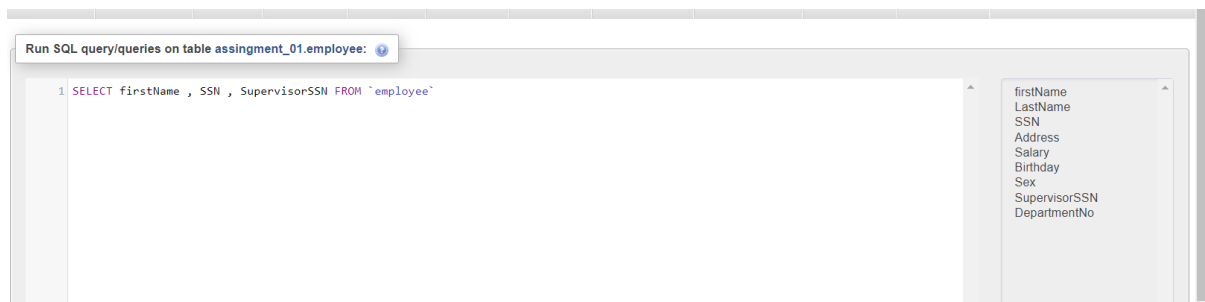 Run SQL query/queries on table assingment_01.employee:
1 SELECT firstName , SSN , SupervisorSSN FROM `employee`
firstName
LastName
SSN
Address
Salary
Birthday
Sex
SupervisorSSN
DepartmentNo